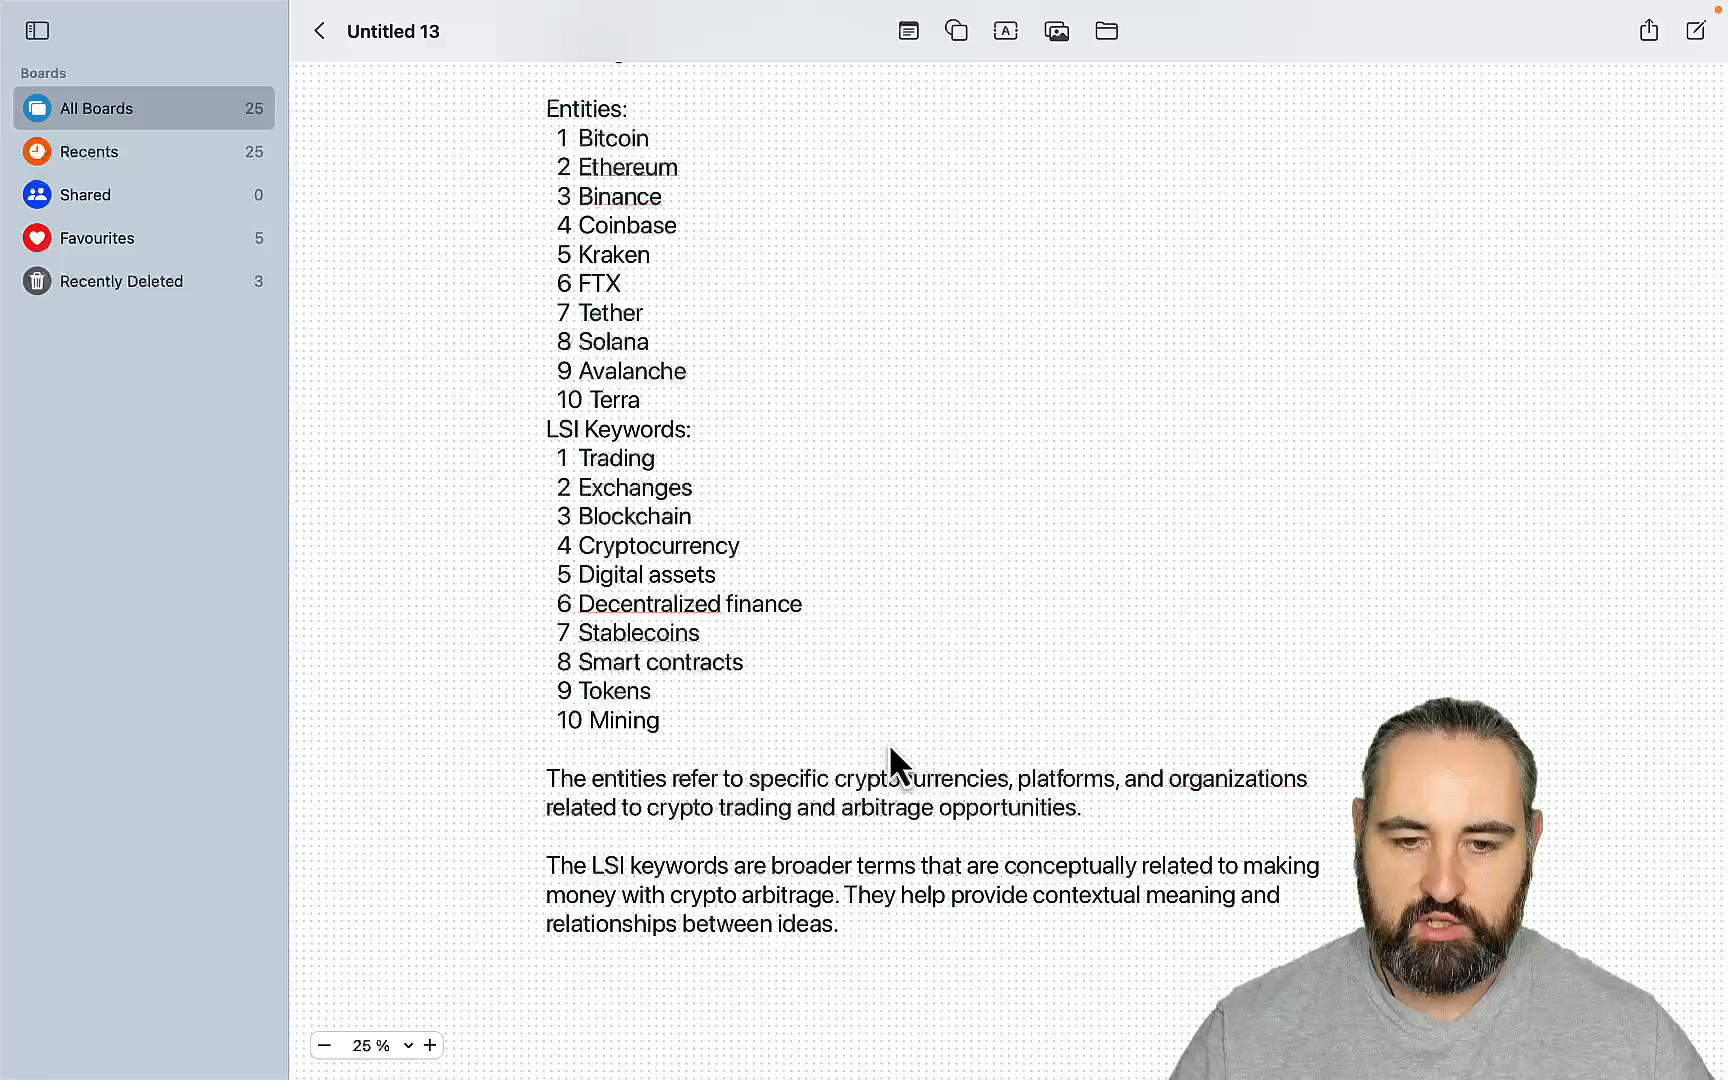 Untitled 13
Boards
All Boards 25
Recents 25
Shared 0
Favourites 5
Recently Deleted 3
Entities:
1 Bitcoin
2 Ethereum
3 Binance
4 Coinbase
5 Kraken
6 FTX
7 Tether
8 Solana
9 Avalanche
10 Terra
LSI Keywords:
1 Trading
2 Exchanges
3 Blockchain
4 Cryptocurrency
5 Digital assets
6 Decentralized finance
7 Stablecoins
8 Smart contracts
9 Tokens
10 Mining
The entities refer to specific cryptocurrencies, platforms, and organizations
related to crypto trading and arbitrage opportunities.
The LSI keywords are broader terms that are conceptually related to making
money with crypto arbitrage. They help provide contextual meaning and
relationships between ideas.
25 %